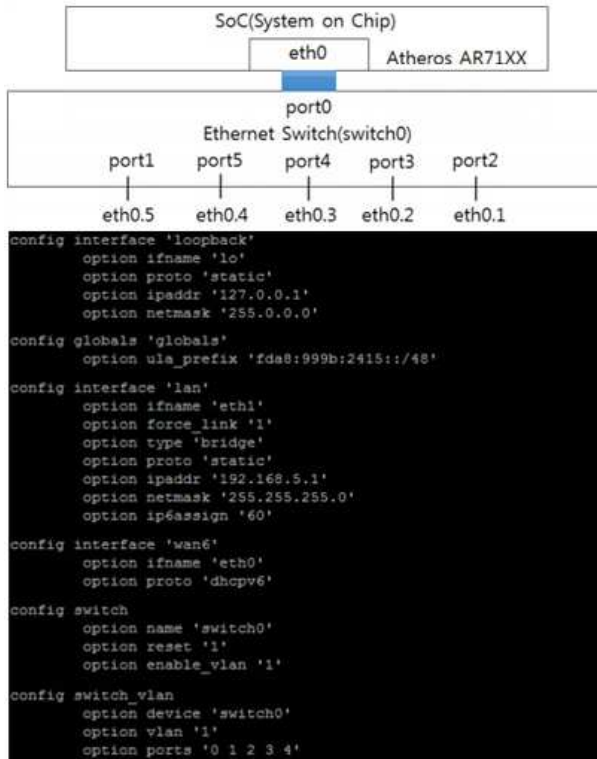 SoC(System on Chip)
eth0
Atheros AR71XX
port0
Ethernet Switch(switch0)
port1 port5 port4 port3 port2
eth0.5 eth0.4 eth0.3 eth0.2 eth0.1
config interface 'loopback'
option ifname 'lo'
option proto 'static'
option ipaddr '127.0.0.1'
option netmask '255.0.0.0'
config globals 'globals'
option ula_prefix 'fda8:999b:2415::/48'
config interface 'lan'
option ifname 'eth1'
option force_link '1'
option type 'bridge'
option proto 'static'
option ipaddr '192.168.5.1'
option netmask '255.255.255.0'
option ip6assign '60'
config interface 'wan6'
option ifname 'eth0'
option proto 'dhcpv6'
config switch
option name 'switch0'
option reset '1'
option enable_vlan '1'
config switch_vlan
option device 'switch0'
option vlan '1'
option ports '0 1 2 3 4'